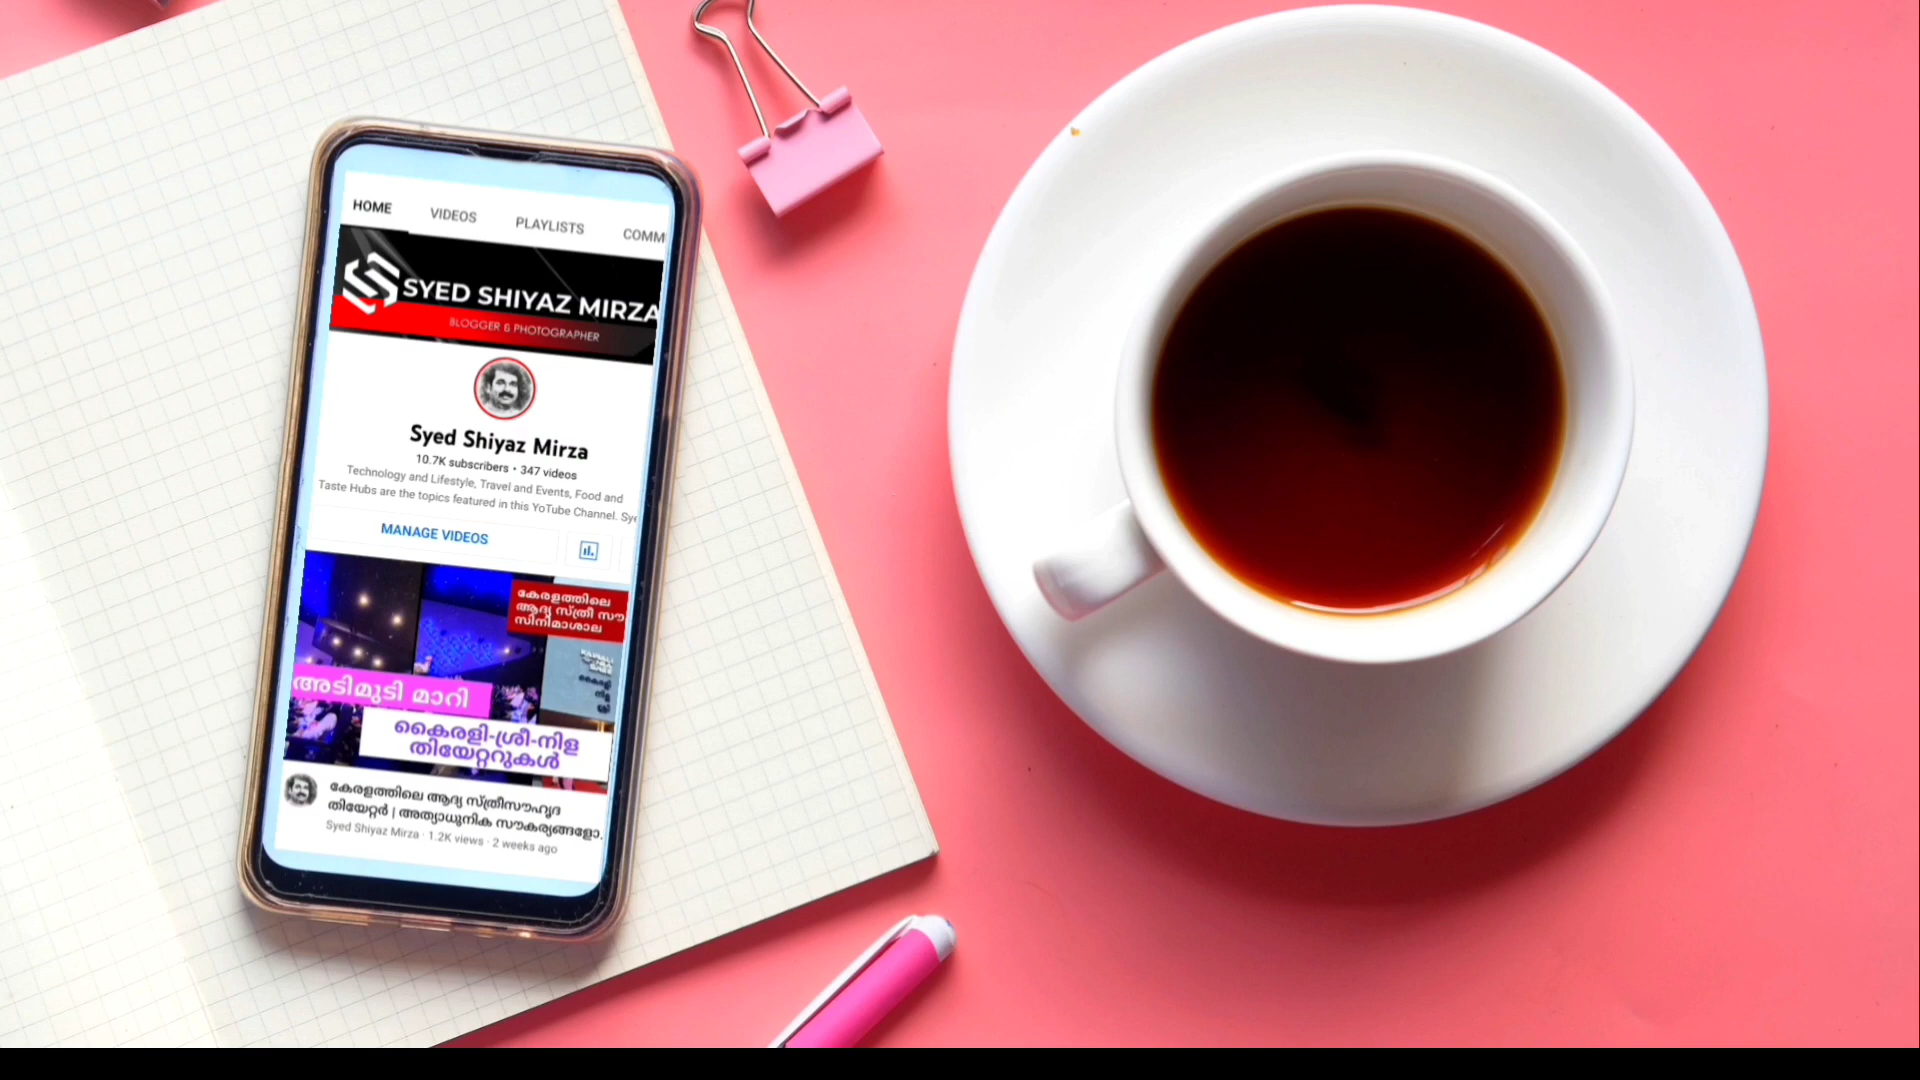 HOME VIDEOS PLAYLISTS COMM
SYED SHIYAZ MIRZA
BLOGGER & PHOTOGRAPHER
Syed Shiyaz Mirza
10.7K subscribers • 347 videos
Technology and Lifestyle, Travel and Events, Food and
Taste Hubs are the topics featured in this YoTube Channel. Sye
MANAGE VIDEOS
കേരളത്തിലെ
ആദ്യ സ്ത്രീ സൗ
സിനിമാശാല
അടിമുടി മാറി
കൈരളി-ശ്രീ-നിള
തിയേറ്ററുകൾ
കേരളത്തിലെ ആദ്യ സ്ത്രീസൗഹൃദ
തിയേറ്റർ | അത്യാധുനിക സൗകര്യങ്ങളോ.
Syed Shiyaz Mirza · 1.2K views · 2 weeks ago